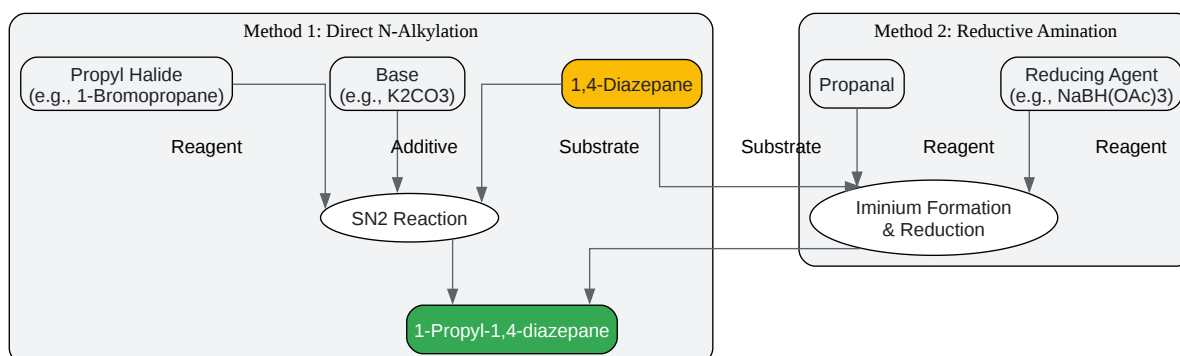 Method 1: Direct N-Alkylation
Method 2: Reductive Amination
Propyl Halide
(e.g., 1-Bromopropane)
Base
(e.g., K2CO3)
1,4-Diazepane
Propanal
Reducing Agent
(e.g., NaBH(OAc)3)
Reagent
Additive
Substrate
Substrate
Reagent
Reagent
SN2 Reaction
Iminium Formation
& Reduction
1-Propyl-1,4-diazepane